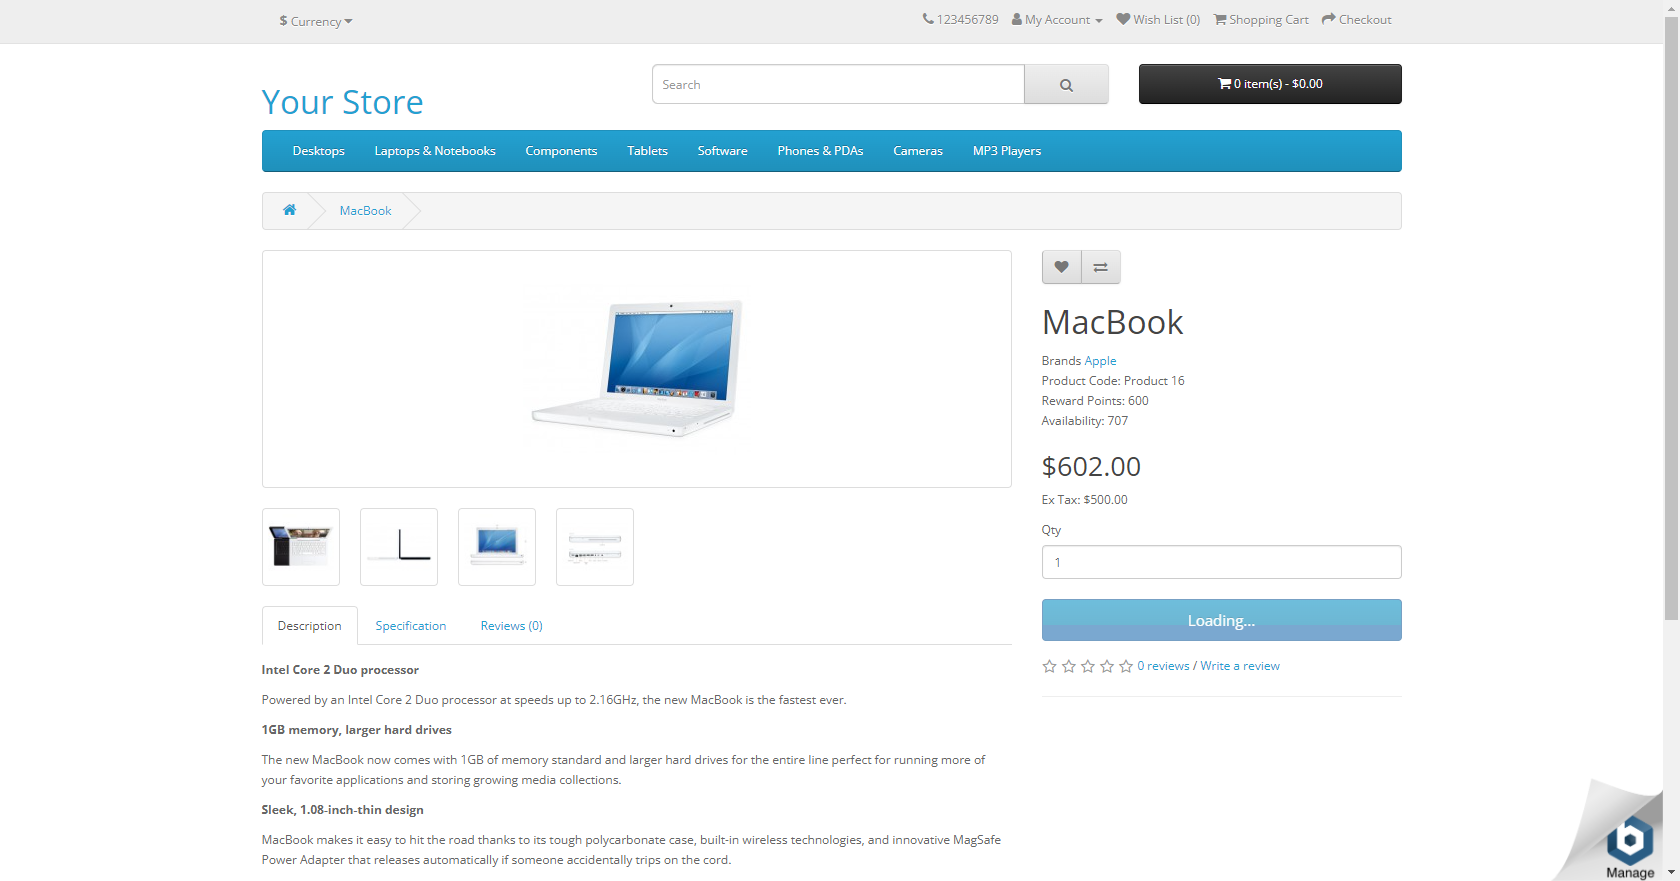 $ Currency
123456789 My Account Wish List (0) Shopping Cart Checkout
Your Store
Search
0 item(s) - $0.00
Desktops Laptops & Notebooks Components Tablets Software Phones & PDAs Cameras MP3 Players
MacBook
MacBook
Brands Apple
Product Code: Product 16
Reward Points: 600
Availability: 707
$602.00
Ex Tax: $500.00
Qty
1
Loading...
0 reviews / Write a review
Description Specification Reviews (0)
Intel Core 2 Duo processor
Powered by an Intel Core 2 Duo processor at speeds up to 2.16GHz, the new MacBook is the fastest ever.
1GB memory, larger hard drives
The new MacBook now comes with 1GB of memory standard and larger hard drives for the entire line perfect for running more of
your favorite applications and storing growing media collections.
Sleek, 1.08-inch-thin design
MacBook makes it easy to hit the road thanks to its tough polycarbonate case, built-in wireless technologies, and innovative MagSafe
Power Adapter that releases automatically if someone accidentally trips on the cord.
Manage